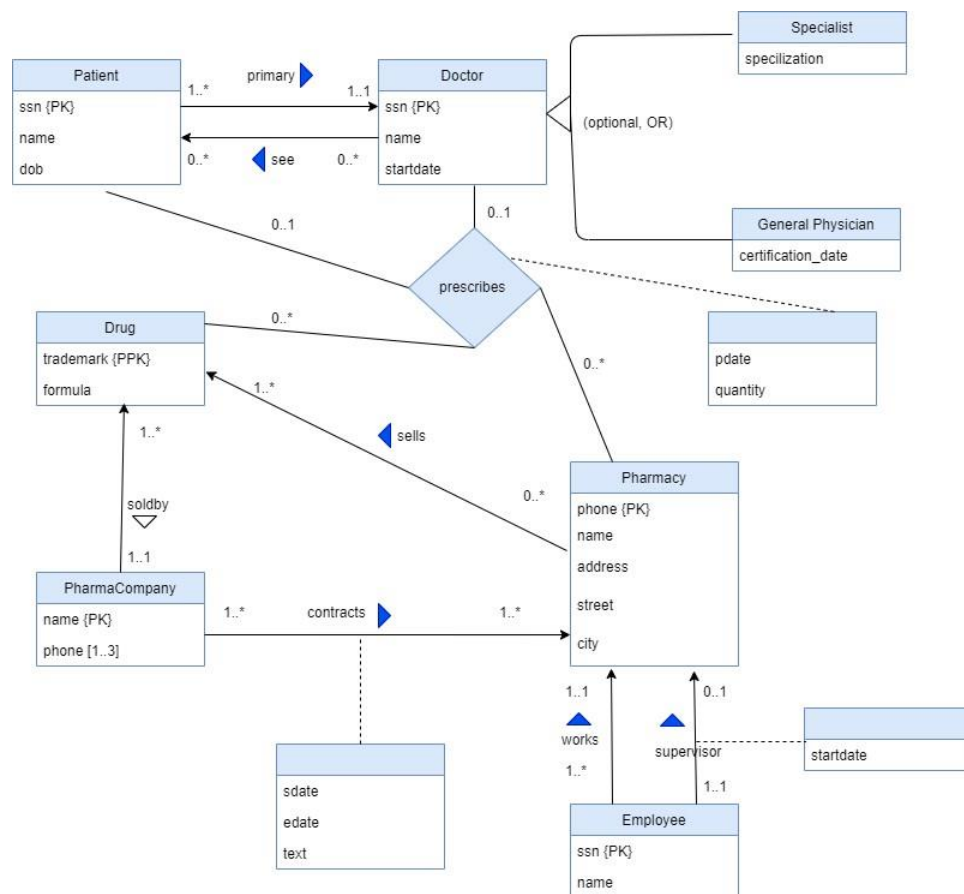 Specialist
specilization
Patient
ssn {PK}
name
dob
primary
1..*
1..1
see
0..*
0..*
Doctor
ssn {PK}
name
startdate
(optional, OR)
General Physician
certification_date
0..1
0..1
prescribes
pdate
quantity
Drug
trademark {PPK}
formula
0..*
0..*
1..*
sells
0..*
1..*
soldby
1..1
Pharmacy
phone {PK}
name
address
street
city
PharmaCompany
name {PK}
phone [1..3]
1..*
contracts
1..*
sdate
edate
text
1..1
works
1..*
0..1
supervisor
1..1
startdate
Employee
ssn {PK}
name